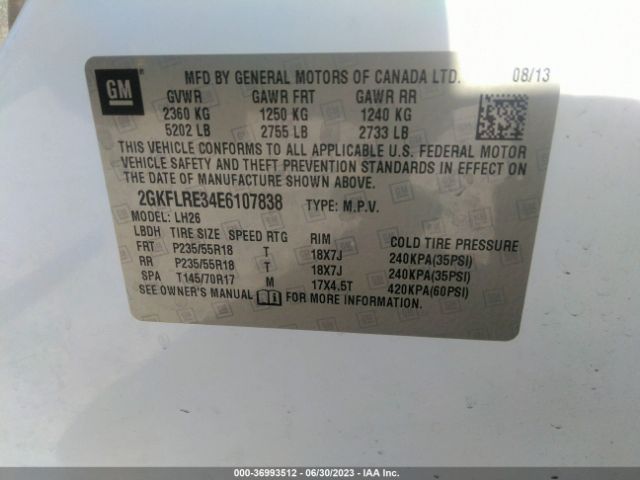 GM
MFD BY GENERAL MOTORS OF CANADA LTD. 08/13
GVWR GAWR FRT GAWR RR
2360 KG 1250 KG 1240 KG
5202 LB 2755 LB 2733 LB
THIS VEHICLE CONFORMS TO ALL APPLICABLE U.S. FEDERAL MOTOR
VEHICLE SAFETY AND THEFT PREVENTION STANDARDS IN EFFECT ON
THE DATE OF MANUFACTURE SHOWN ABOVE.
2GKFLRE34E6107838 TYPE: M.P.V.
MODEL: LH26
LBDH TIRE SIZE SPEED RTG RIM COLD TIRE PRESSURE
FRT P235/55R18 T 18X7J 240KPA(35PSI)
RR P235/55R18 T 18X7J 240KPA(35PSI)
SPA T145/70R17 M 17X4.5T 420KPA(60PSI)
SEE OWNER'S MANUAL FOR MORE INFORMATION.
000-36993512 - 06/30/2023 - IAA Inc.